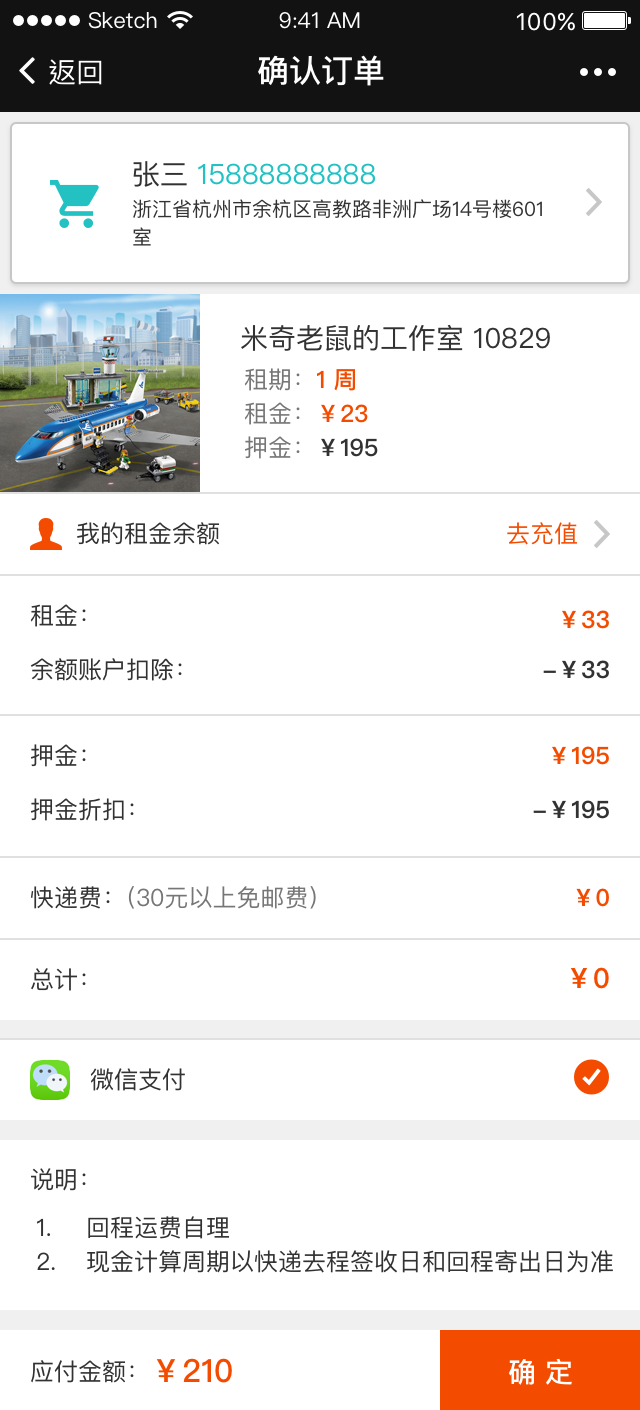 Sketch 9:41 AM 100%
返回 确认订单
张三 15888888888
浙江省杭州市余杭区高教路非洲广场14号楼601
室
米奇老鼠的工作室 10829
租期：1 周
租金：￥23
押金：￥195
我的租金余额 去充值
租金： ￥33
余额账户扣除： –￥33
押金： ￥195
押金折扣： –￥195
快递费：（30元以上免邮费） ￥0
总计： ￥0
微信支付
说明：
1. 回程运费自理
2. 现金计算周期以快递去程签收日和回程寄出日为准
应付金额：￥210 确 定